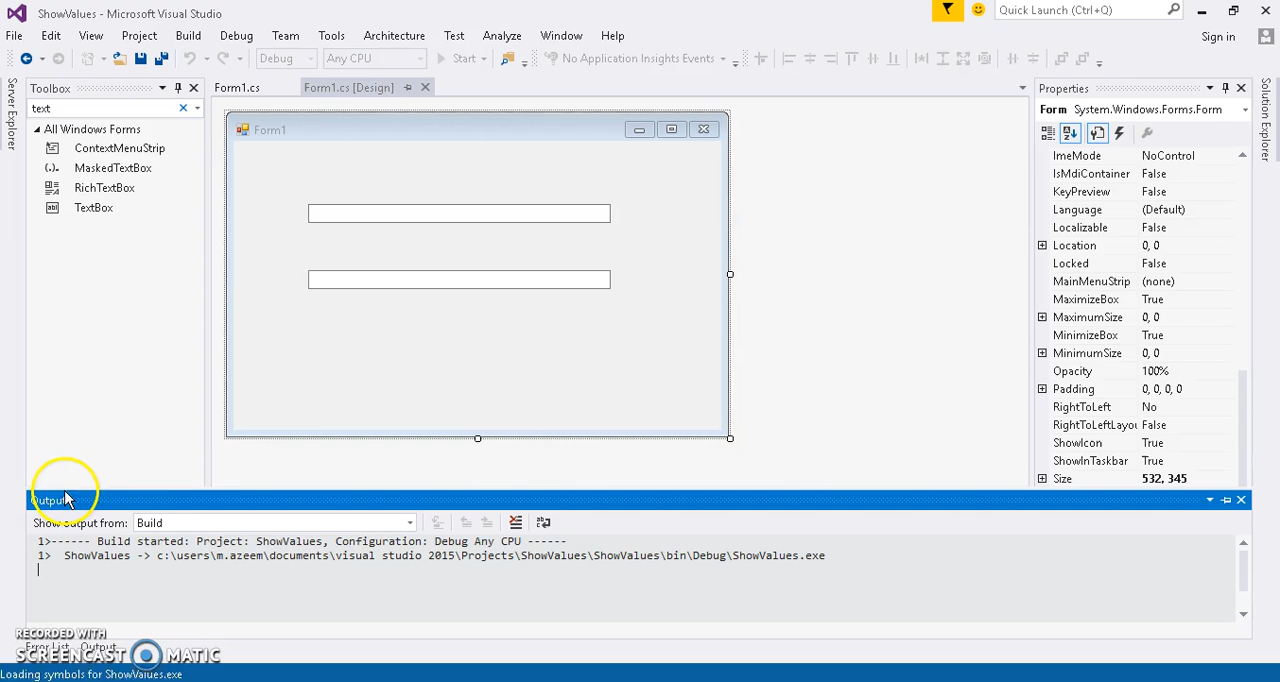 ShowValues - Microsoft Visual Studio
Quick Launch (Ctrl+Q)
File Edit View Project Build Debug Team Tools Architecture Test Analyze Window Help
Sign in
Debug Any CPU Start No Application Insights Events
Server Explorer
Toolbox
text
All Windows Forms
ContextMenuStrip
MaskedTextBox
RichTextBox
TextBox
Form1.cs Form1.cs [Design]
Form1
Properties
Form System.Windows.Forms.Form
ImeMode NoControl
IsMdiContainer False
KeyPreview False
Language (Default)
Localizable False
Location 0, 0
Locked False
MainMenuStrip (none)
MaximizeBox True
MaximumSize 0, 0
MinimizeBox True
MinimumSize 0, 0
Opacity 100%
Padding 0, 0, 0, 0
RightToLeft No
RightToLeftLayou False
ShowIcon True
ShowInTaskbar True
Size 532, 345
Solution Explorer
Output
Show output from: Build
1>------ Build started: Project: ShowValues, Configuration: Debug Any CPU ------
1> ShowValues -> c:\users\m.azeem\documents\visual studio 2015\Projects\ShowValues\ShowValues\bin\Debug\ShowValues.exe
Error List Output
RECORDED WITH
SCREENCAST MATIC
Loading symbols for ShowValues.exe